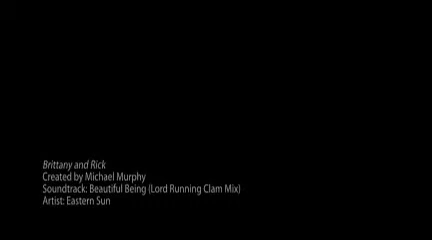 Brittany and Rick
Created by Michael Murphy
Soundtrack: Beautiful Being (Lord Running Clam Mix)
Artist: Eastern Sun